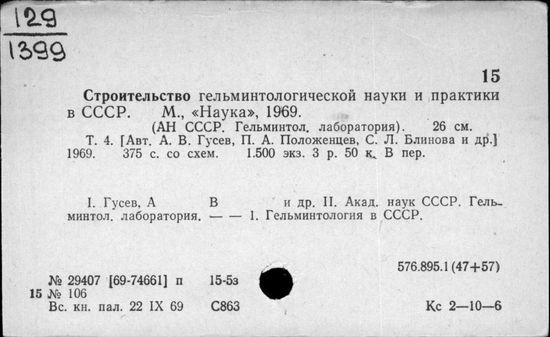 129
1399
15
Строительство гельминтологической науки и практики
в СССР. М., «Наука», 1969.
(АН СССР. Гельминтол. лаборатория). 26 см.
Т. 4. [Авт. А. В. Гусев, П. А. Положенцев, С. Л. Блинова и др.]
1969. 375 с. со схем. 1.500 экз. 3 р. 50 к. В пер.
I. Гусев, А В и др. II. Акад. наук СССР. Гель-
минтол. лаборатория. — — 1. Гельминтология в СССР.
576.895.1 (47+57)
№ 29407 [69-74661] п 15-5з
15 № 106
Вс. кн. пал. 22 IX 69 С863 Кс 2—10—6